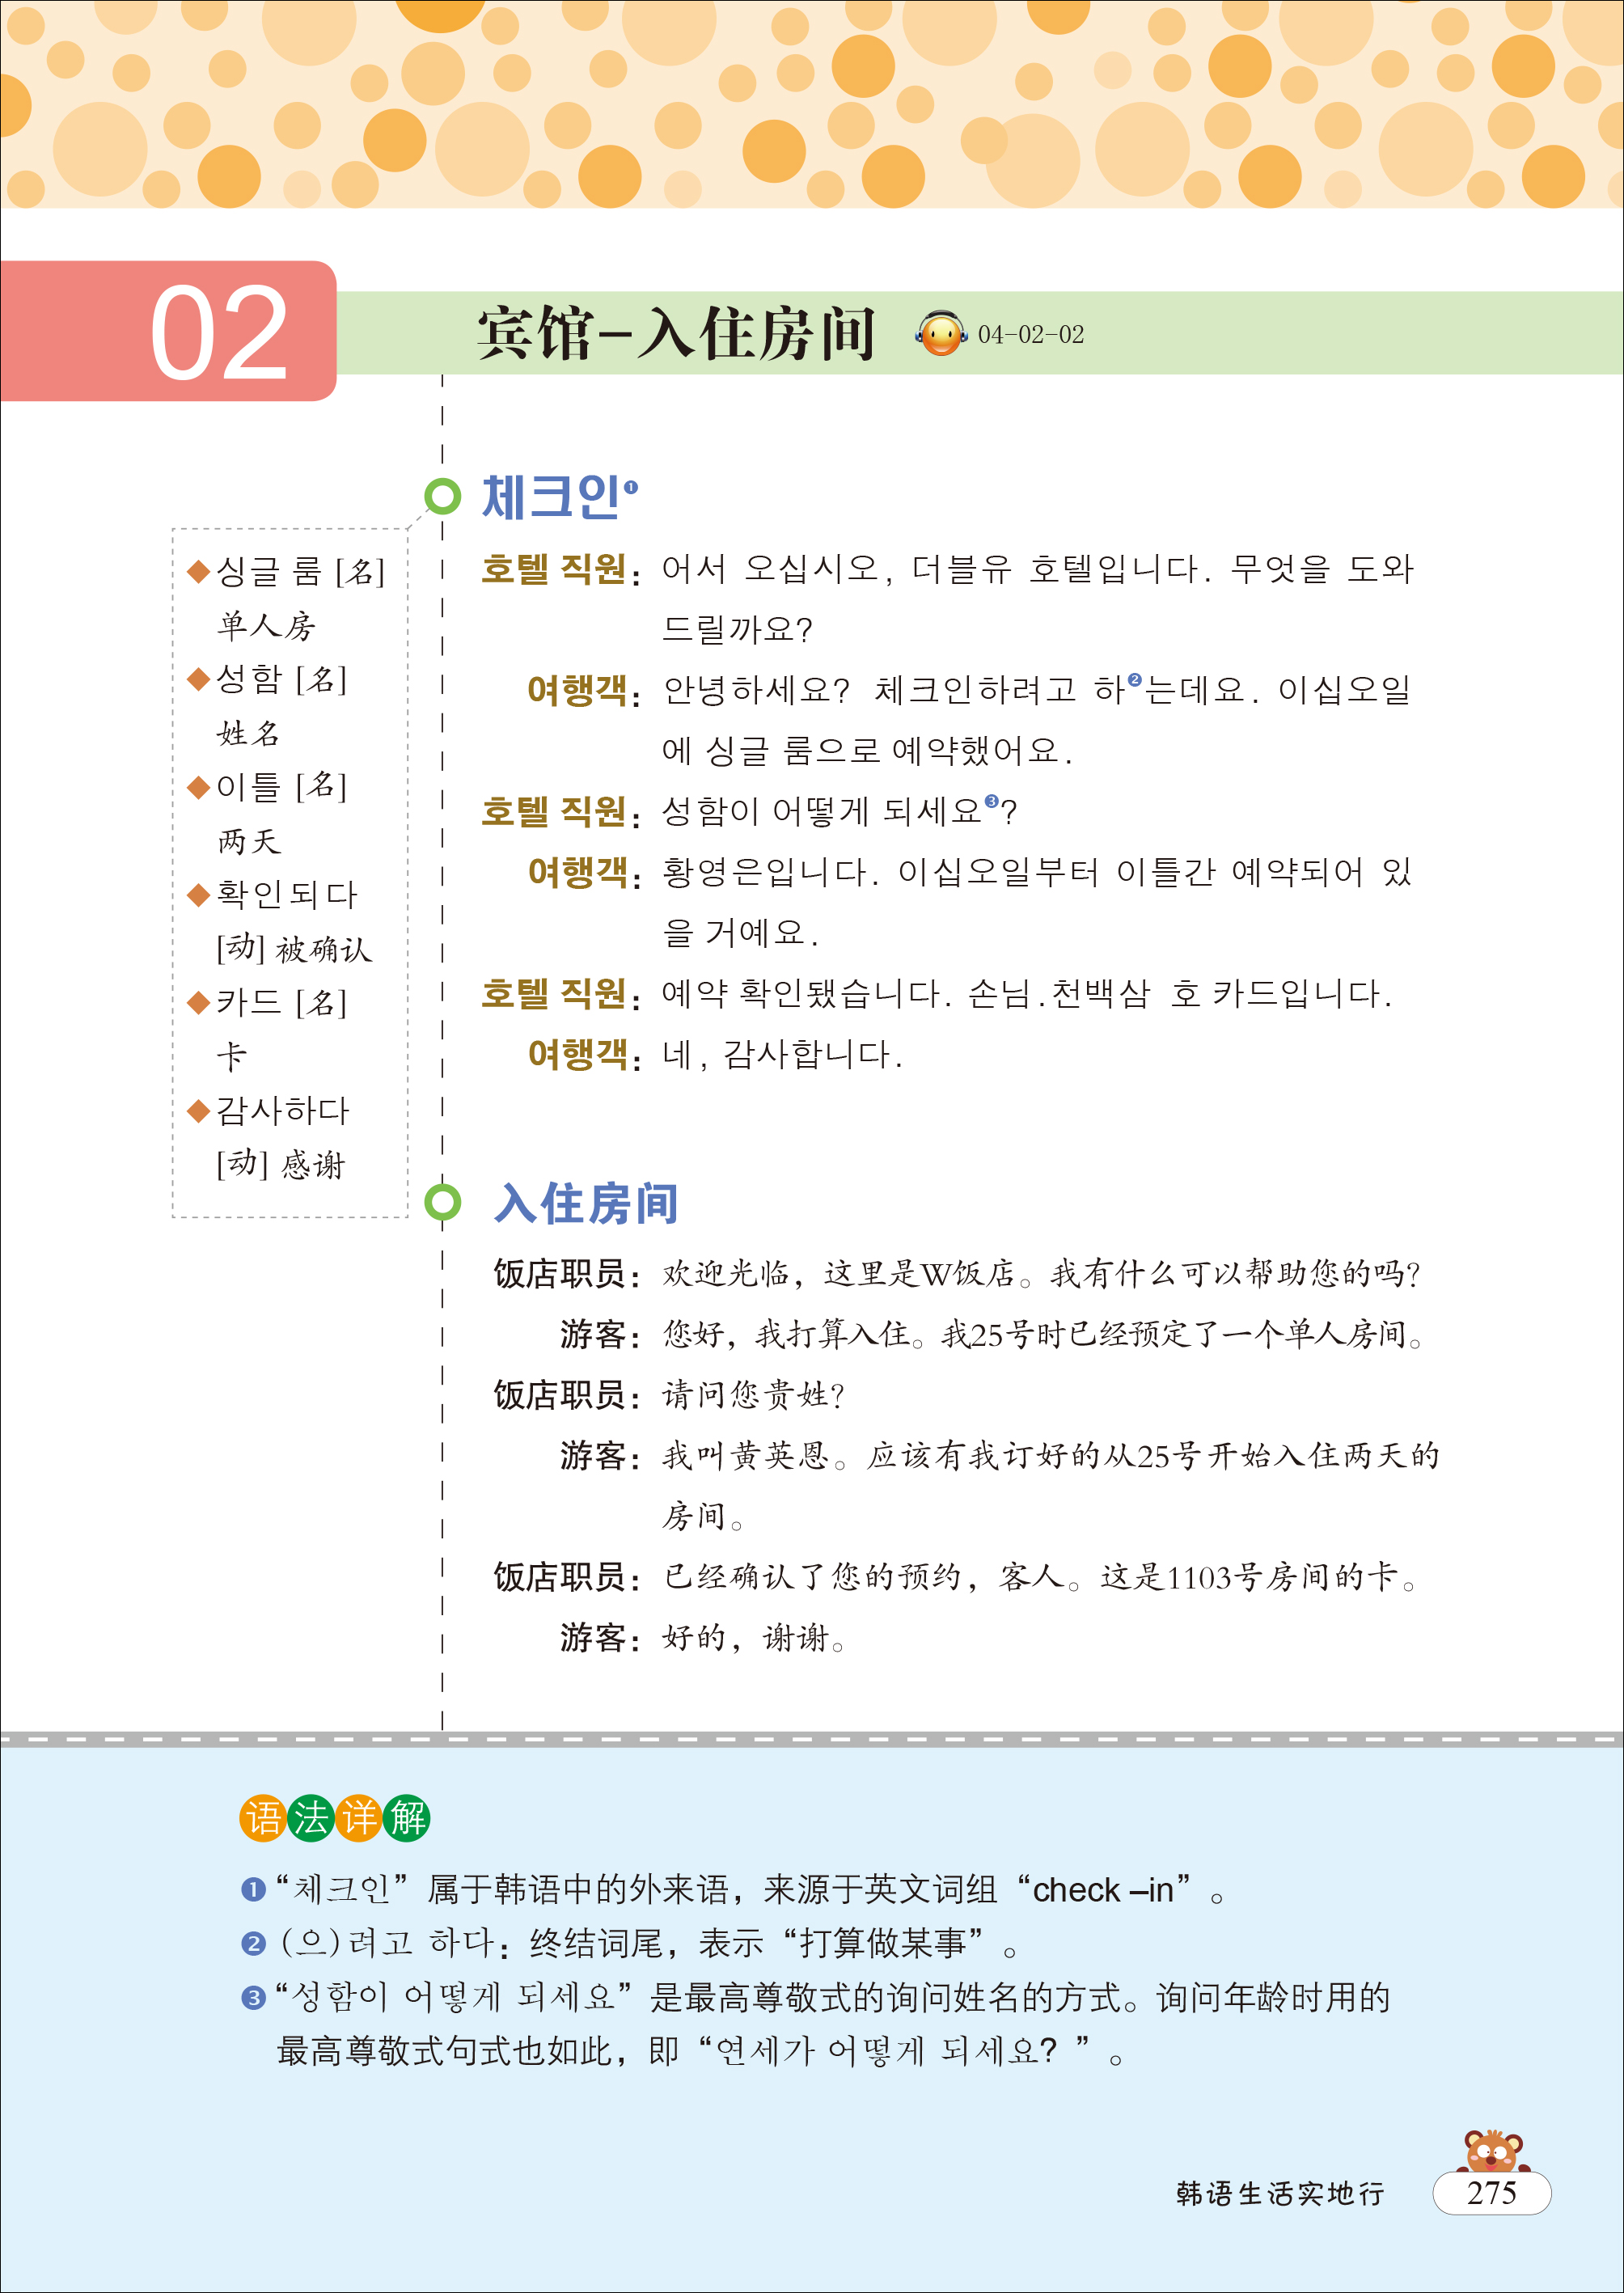 02
宾馆-入住房间 04-02-02
체크인❶
◆싱글 룸 [名]
单人房
◆성함 [名]
姓名
◆이틀 [名]
两天
◆확인되다
[动] 被确认
◆카드 [名]
卡
◆감사하다
[动] 感谢
호텔 직원: 어서 오십시오, 더블유 호텔입니다. 무엇을 도와
드릴까요?
여행객: 안녕하세요? 체크인하려고 하❷는데요. 이십오일
에 싱글 룸으로 예약했어요.
호텔 직원: 성함이 어떻게 되세요❸?
여행객: 황영은입니다. 이십오일부터 이틀간 예약되어 있
을 거예요.
호텔 직원: 예약 확인됐습니다. 손님.천백삼 호 카드입니다.
여행객: 네, 감사합니다.
入住房间
饭店职员: 欢迎光临，这里是W饭店。我有什么可以帮助您的吗?
游客: 您好，我打算入住。我25号时已经预定了一个单人房间。
饭店职员: 请问您贵姓?
游客: 我叫黄英恩。应该有我订好的从25号开始入住两天的
房间。
饭店职员: 已经确认了您的预约，客人。这是1103号房间的卡。
游客: 好的，谢谢。
语法详解
❶ “체크인”属于韩语中的外来语，来源于英文词组“check –in”。
❷ (으)려고 하다: 终结词尾，表示“打算做某事”。
❸ “성함이 어떻게 되세요”是最高尊敬式的询问姓名的方式。询问年龄时用的
最高尊敬式句式也如此，即“연세가 어떻게 되세요? ”。
韩语生活实地行 275